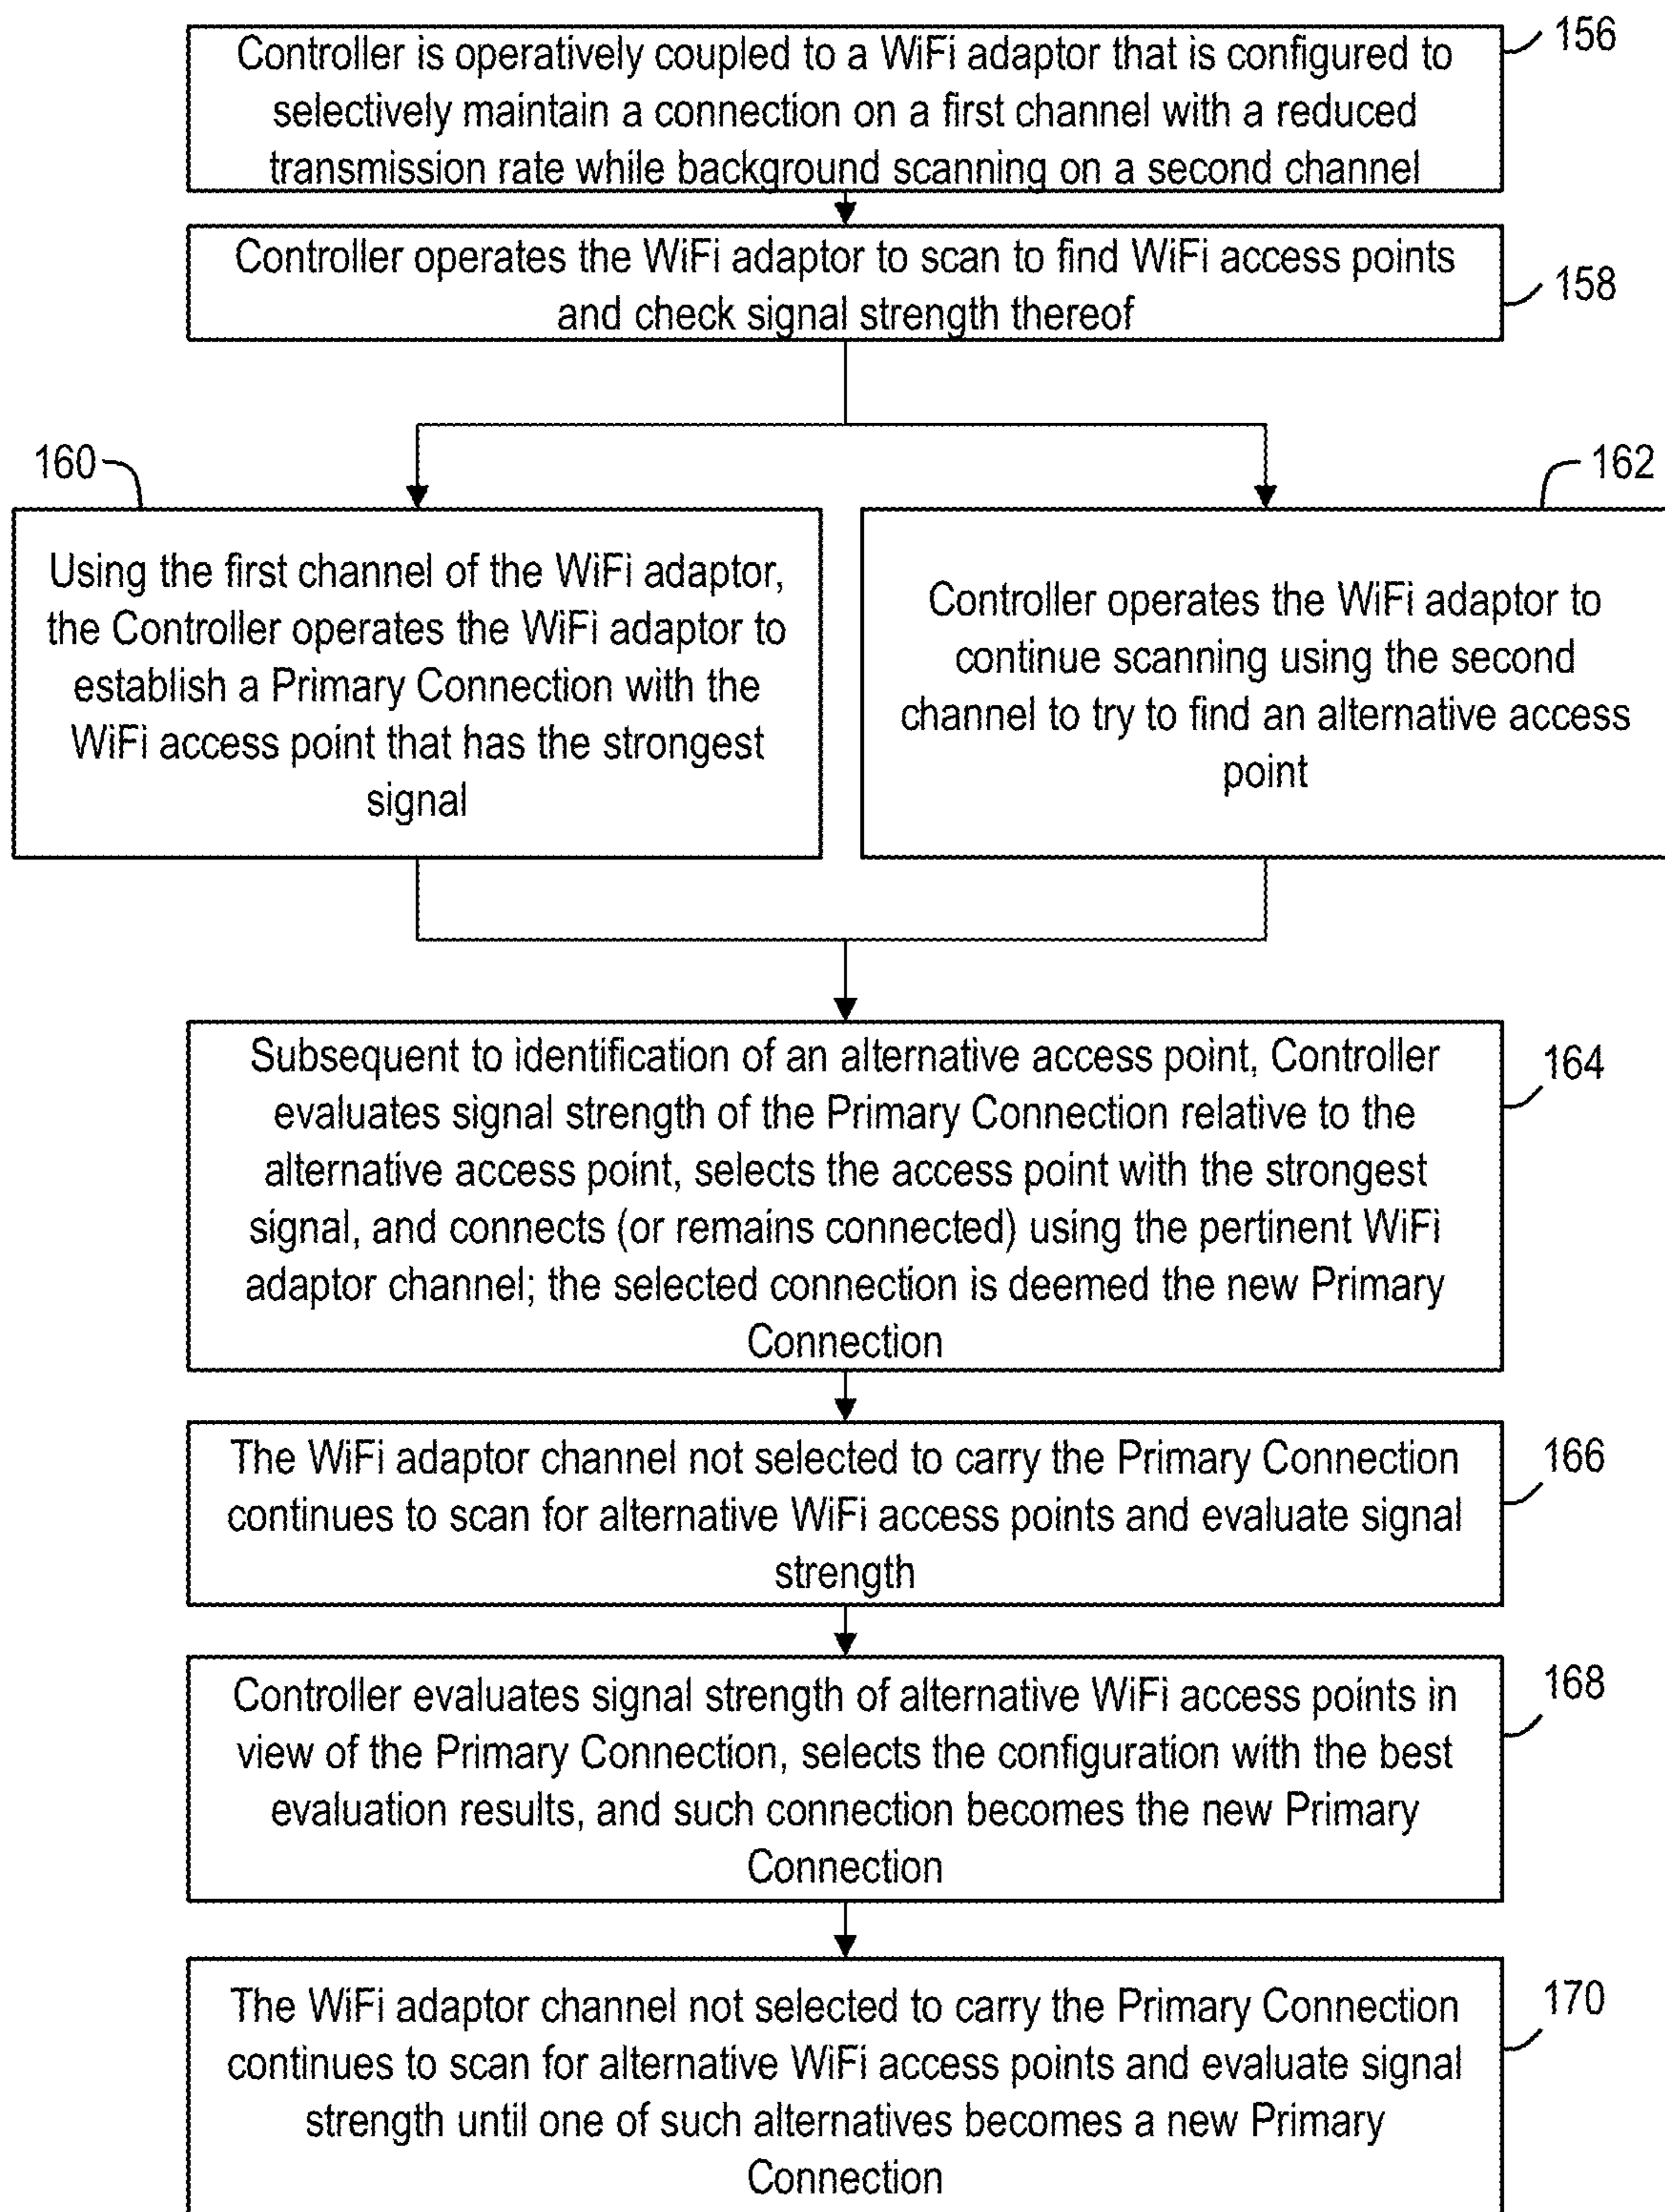 Controller is operatively coupled to a WiFi adaptor that is configured to
selectively maintain a connection on a first channel with a reduced
transmission rate while background scanning on a second channel
156
Controller operates the WiFi adaptor to scan to find WiFi access points
and check signal strength thereof
158
160
Using the first channel of the WiFi adaptor,
the Controller operates the WiFi adaptor to
establish a Primary Connection with the
WiFi access point that has the strongest
signal
162
Controller operates the WiFi adaptor to
continue scanning using the second
channel to try to find an alternative access
point
Subsequent to identification of an alternative access point, Controller
evaluates signal strength of the Primary Connection relative to the
alternative access point, selects the access point with the strongest
signal, and connects (or remains connected) using the pertinent WiFi
adaptor channel; the selected connection is deemed the new Primary
Connection
164
The WiFi adaptor channel not selected to carry the Primary Connection
continues to scan for alternative WiFi access points and evaluate signal
strength
166
Controller evaluates signal strength of alternative WiFi access points in
view of the Primary Connection, selects the configuration with the best
evaluation results, and such connection becomes the new Primary
Connection
168
The WiFi adaptor channel not selected to carry the Primary Connection
continues to scan for alternative WiFi access points and evaluate signal
strength until one of such alternatives becomes a new Primary
Connection
170